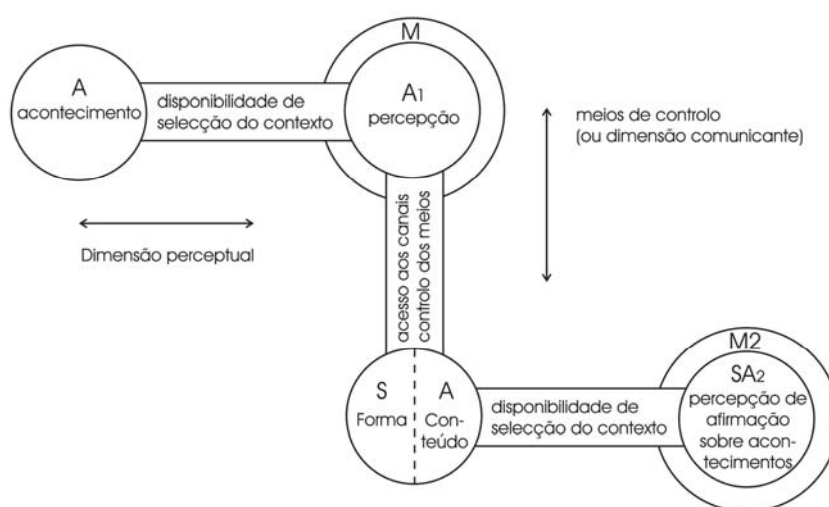 M
A
acontecimento
disponibilidade de
selecção do contexto
A1
percepção
meios de controlo
(ou dimensão comunicante)
Dimensão perceptual
acesso aos canais
controlo dos meios
S
Forma
A
Con-
teúdo
disponibilidade de
selecção do contexto
M2
SA2
percepção de
afirmação
sobre acon-
tecimentos